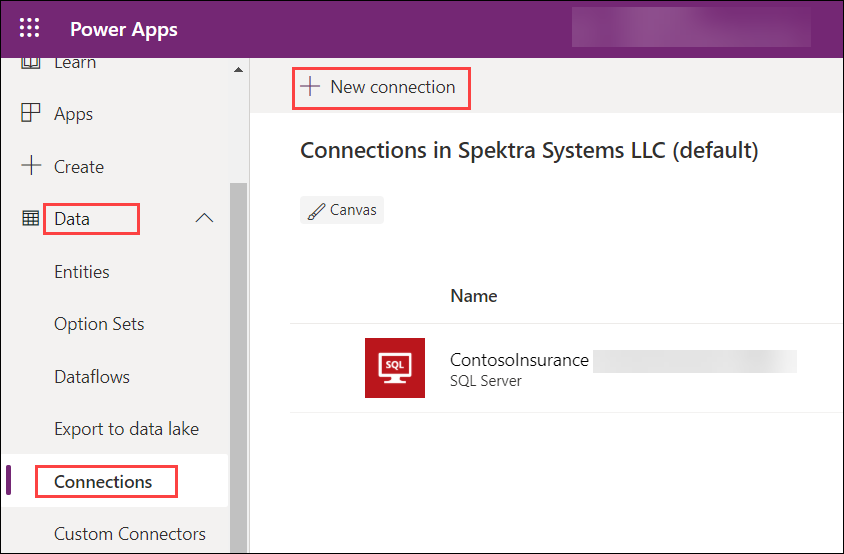 Power Apps
Learn
Apps
Create
Data
Entities
Option Sets
Dataflows
Export to data lake
Connections
Custom Connectors
New connection
Connections in Spektra Systems LLC (default)
Canvas
Name
SQL
ContosoInsurance
SQL Server